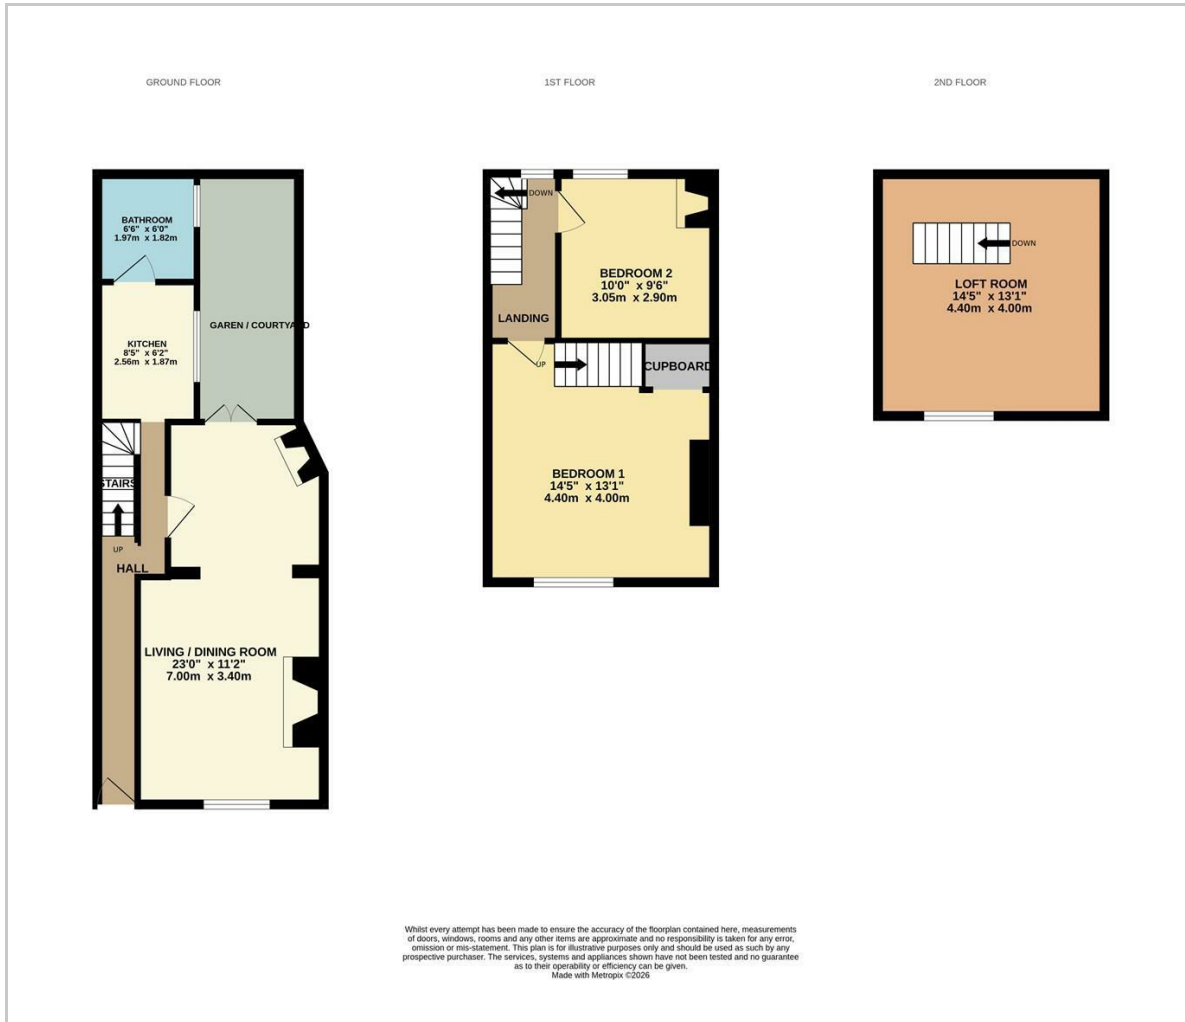 GROUND FLOOR
BATHROOM
6'6" x 6'0"
1.97m x 1.82m
KITCHEN
8'5" x 6'2"
2.56m x 1.87m
GAREN / COURTYARD
STAIRS
UP
HALL
LIVING / DINING ROOM
23'0" x 11'2"
7.00m x 3.40m
1ST FLOOR
DOWN
BEDROOM 2
10'0" x 9'6"
3.05m x 2.90m
LANDING
UP
CUPBOARD
BEDROOM 1
14'5" x 13'1"
4.40m x 4.00m
2ND FLOOR
DOWN
LOFT ROOM
14'5" x 13'1"
4.40m x 4.00m
Whilst every attempt has been made to ensure the accuracy of the floorplan contained here, measurements
of doors, windows, rooms and any other items are approximate and no responsibility is taken for any error,
omission or mis-statement. This plan is for illustrative purposes only and should be used as such by any
prospective purchaser. The services, systems and appliances shown have not been tested and no guarantee
as to their operability or efficiency can be given.
Made with Metropix ©2026